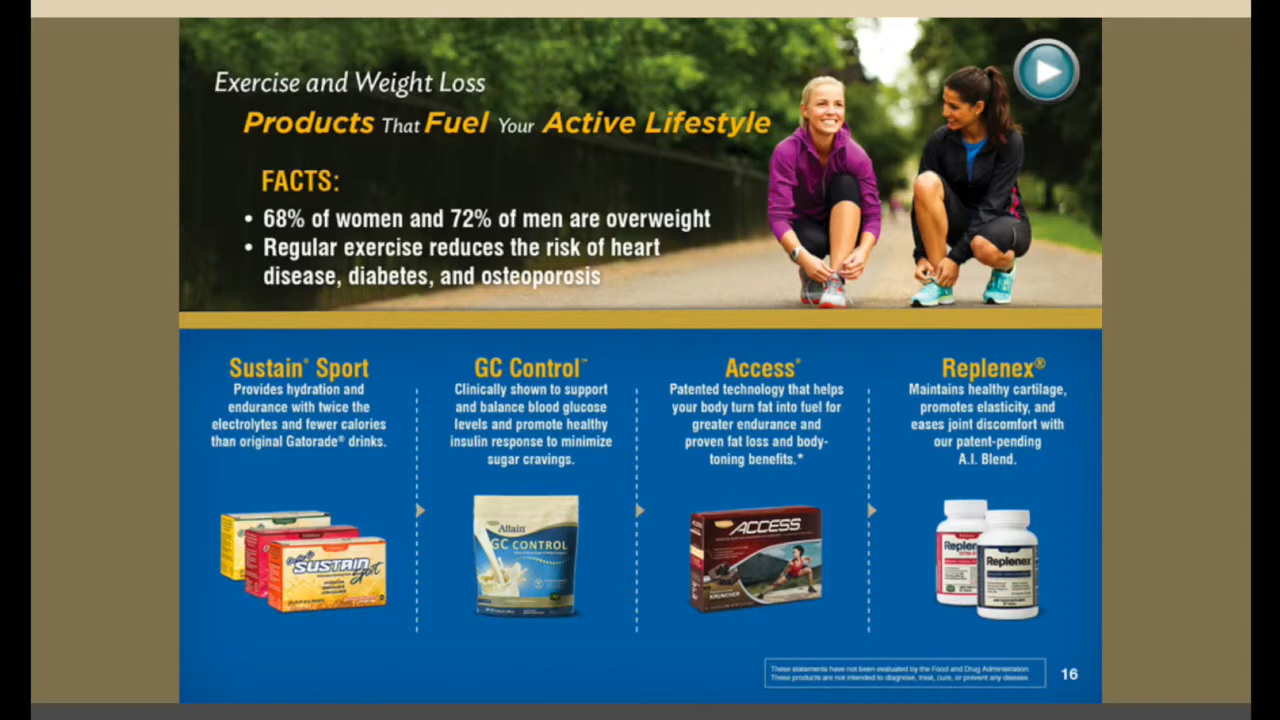 Exercise and Weight Loss
Products That Fuel Your Active Lifestyle
FACTS:
• 68% of women and 72% of men are overweight
• Regular exercise reduces the risk of heart
disease, diabetes, and osteoporosis
Sustain® Sport
Provides hydration and
endurance with twice the
electrolytes and fewer calories
than original Gatorade® drinks.
GC Control™
Clinically shown to support
and balance blood glucose
levels and promote healthy
insulin response to minimize
sugar cravings.
Access®
Patented technology that helps
your body turn fat into fuel for
greater endurance and
proven fat loss and body-
toning benefits.*
Replenex®
Maintains healthy cartilage,
promotes elasticity, and
eases joint discomfort with
our patent-pending
A.I. Blend.
SUSTAIN
Sport
Attain
GC CONTROL
ACCESS
Replenex
These statements have not been evaluated by the Food and Drug Administration.
These products are not intended to diagnose, treat, cure, or prevent any disease.
16